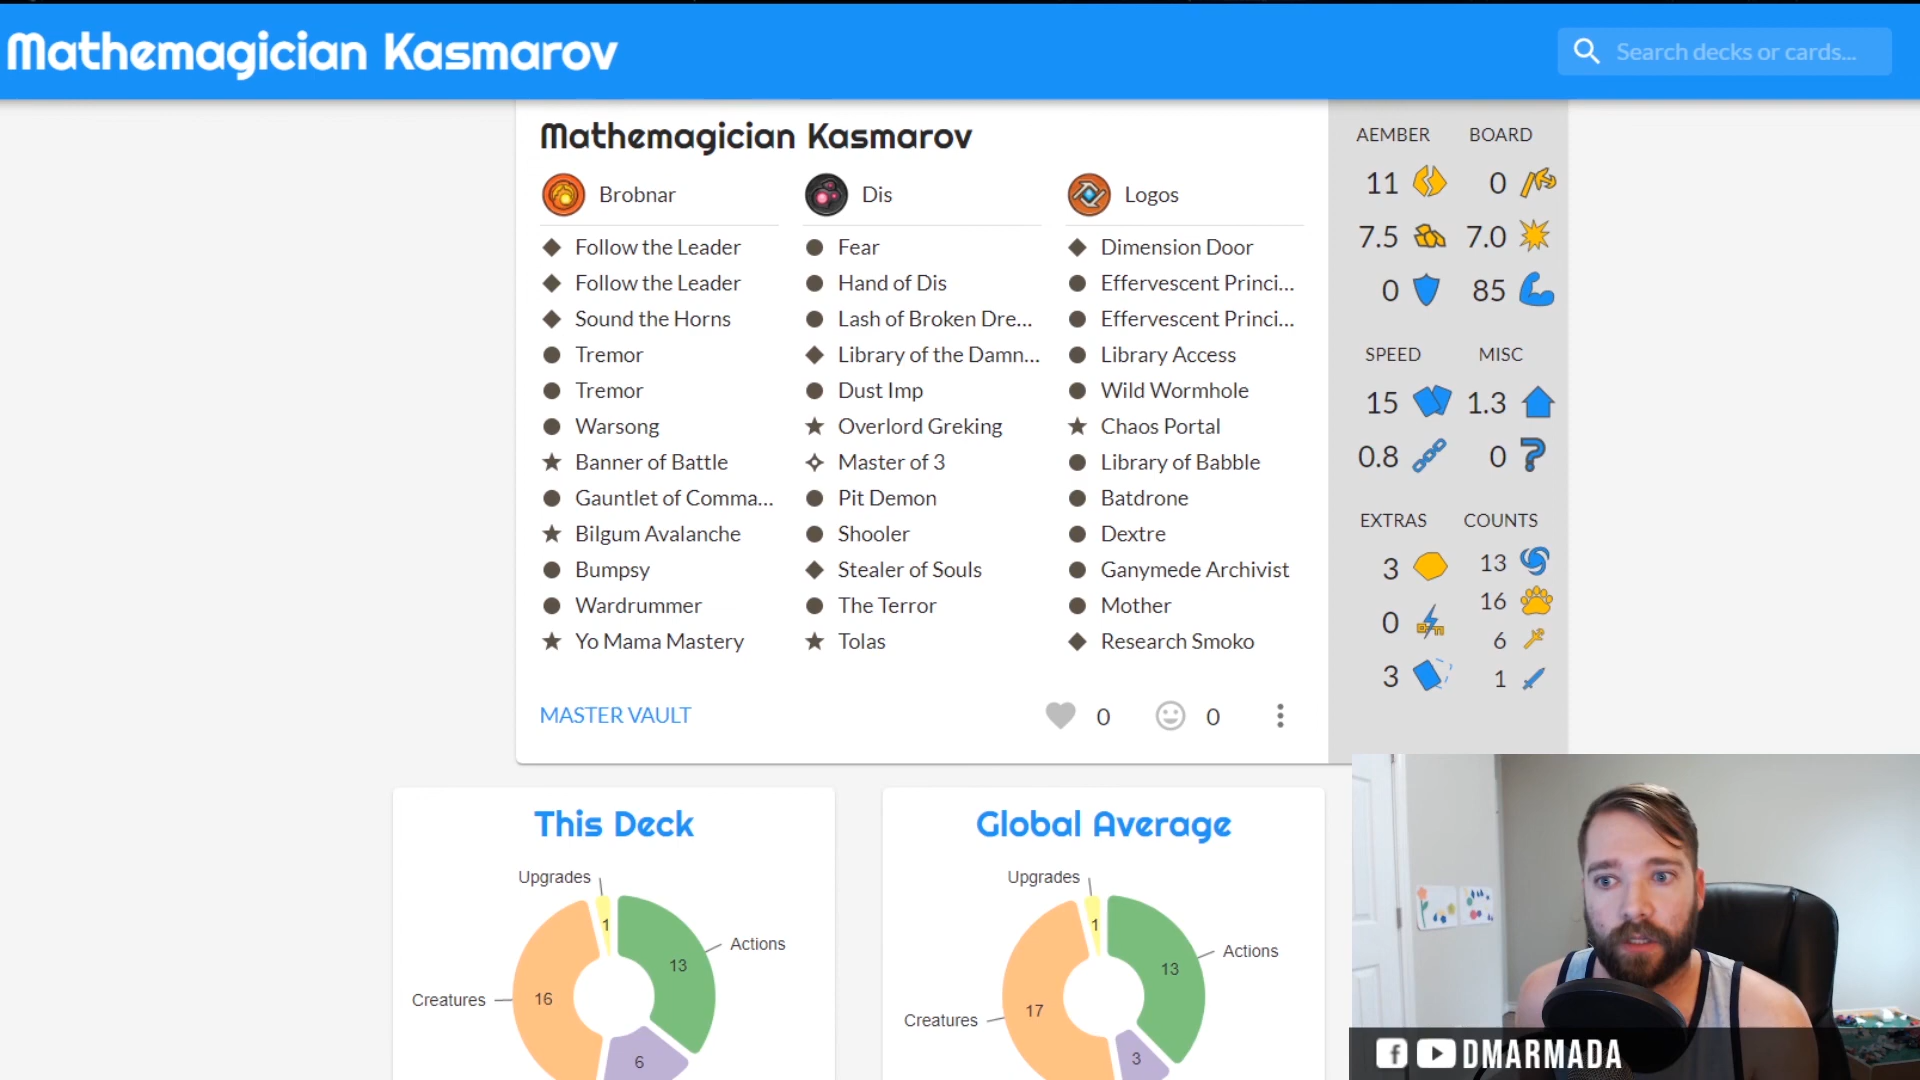 Mathemagician Kasmarov
Search decks or cards...
Mathemagician Kasmarov
Brobnar
Follow the Leader
Follow the Leader
Sound the Horns
Tremor
Tremor
Warsong
Banner of Battle
Gauntlet of Comma...
Bilgum Avalanche
Bumpsy
Wardrummer
Yo Mama Mastery
Dis
Fear
Hand of Dis
Lash of Broken Dre...
Library of the Damn...
Dust Imp
Overlord Greking
Master of 3
Pit Demon
Shooler
Stealer of Souls
The Terror
Tolas
Logos
Dimension Door
Effervescent Princi...
Effervescent Princi...
Library Access
Wild Wormhole
Chaos Portal
Library of Babble
Batdrone
Dextre
Ganymede Archivist
Mother
Research Smoko
MASTER VAULT
0
0
AEMBER BOARD
11 0
7.5 7.0
0 85
SPEED MISC
15 1.3
0.8 0
EXTRAS COUNTS
3 13
16
0 6
3 1
This Deck
Upgrades
1
Actions
13
Creatures
16
6
Global Average
Upgrades
1
Actions
13
Creatures
17
3
DMARMADA